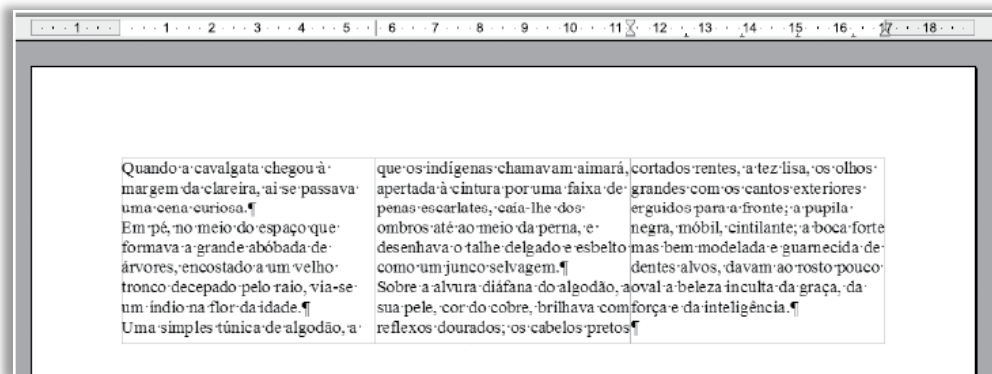 1 1 2 3 4 5 6 7 8 9 10 11 12 13 14 15 16 17 18
Quando a cavalgata chegou à
margem da clareira, ai se passava
uma cena curiosa.¶
Em pé, no meio do espaço que
formava a grande abóbada de
árvores, encostado a um velho
tronco decepado pelo raio, via-se
um índio na flor da idade.¶
Uma simples túnica de algodão, a
que os indígenas chamavam aimará,
apertada à cintura por uma faixa de
penas escarlates, caía-lhe dos
ombros até ao meio da perna, e
desenhava o talhe delgado e esbelto
como um junco selvagem.¶
Sobre a alvura diáfana do algodão, a
sua pele, cor do cobre, brilhava com
reflexos dourados; os cabelos pretos
cortados rentes, a tez lisa, os olhos
grandes com os cantos exteriores
erguidos para a fronte; a pupila
negra, móbil, cintilante; a boca forte
mas bem modelada e guarnecida de
dentes alvos, davam ao rosto pouco
oval a beleza inculta da graça, da
força e da inteligência.¶
¶